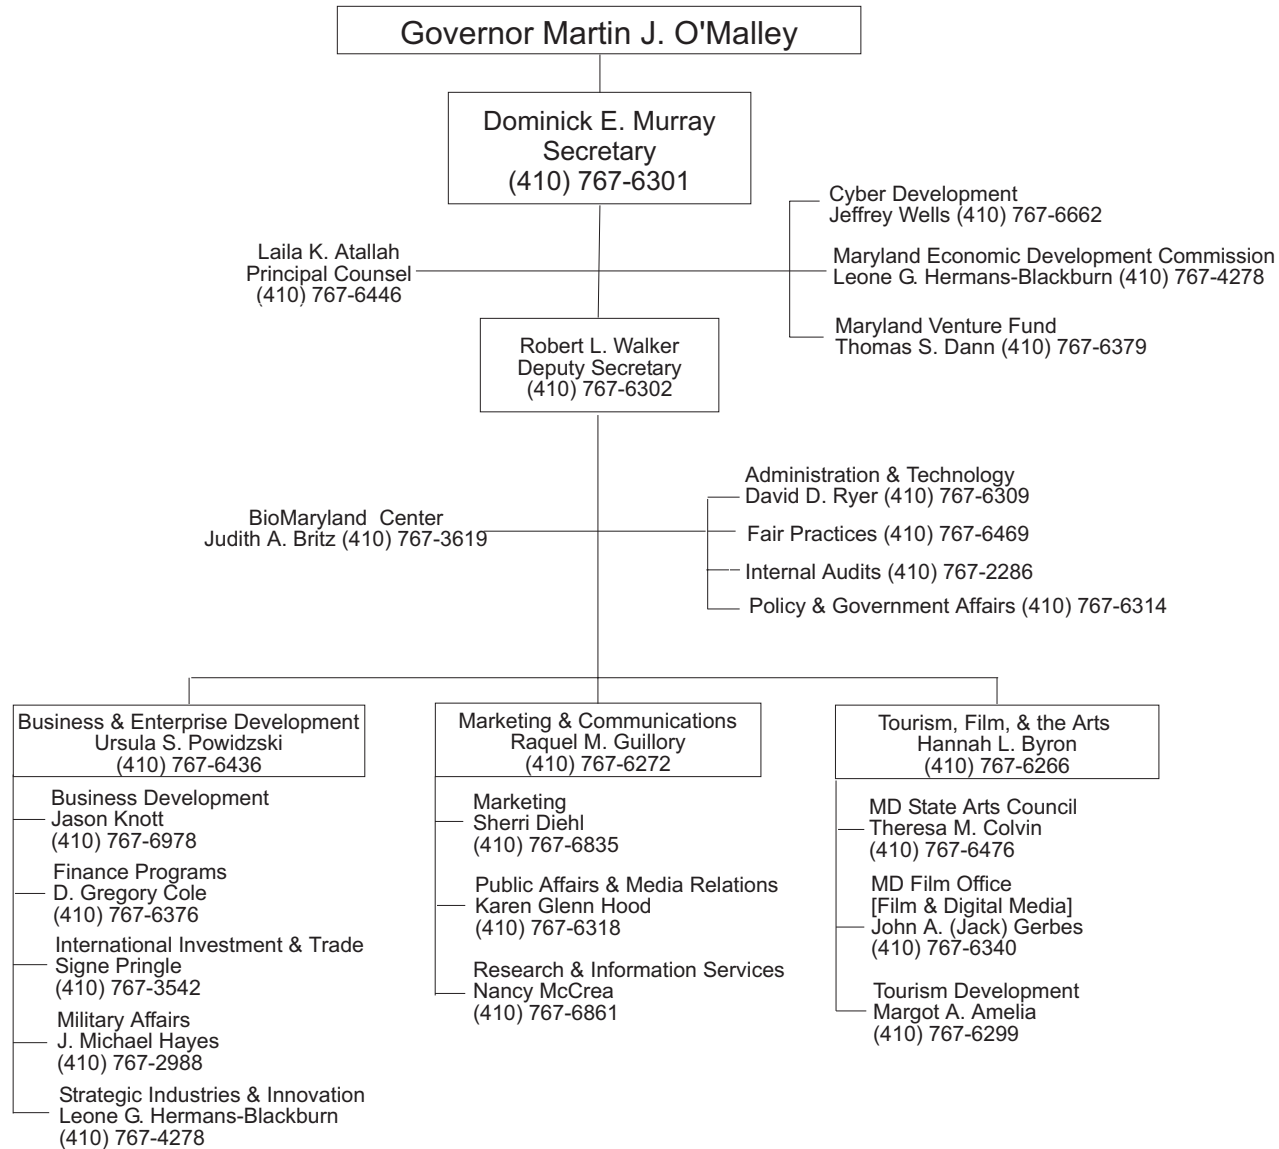 Governor Martin J. O'Malley
Dominick E. Murray
Secretary
(410) 767-6301
Laila K. Atallah
Principal Counsel
(410) 767-6446
Cyber Development
Jeffrey Wells (410) 767-6662
Maryland Economic Development Commission
Leone G. Hermans-Blackburn (410) 767-4278
Maryland Venture Fund
Thomas S. Dann (410) 767-6379
Robert L. Walker
Deputy Secretary
(410) 767-6302
BioMaryland Center
Judith A. Britz (410) 767-3619
Administration & Technology
David D. Ryer (410) 767-6309
Fair Practices (410) 767-6469
Internal Audits (410) 767-2286
Policy & Government Affairs (410) 767-6314
Business & Enterprise Development
Ursula S. Powidzski
(410) 767-6436
Business Development
Jason Knott
(410) 767-6978
Finance Programs
D. Gregory Cole
(410) 767-6376
International Investment & Trade
Signe Pringle
(410) 767-3542
Military Affairs
J. Michael Hayes
(410) 767-2988
Strategic Industries & Innovation
Leone G. Hermans-Blackburn
(410) 767-4278
Marketing & Communications
Raquel M. Guillory
(410) 767-6272
Marketing
Sherri Diehl
(410) 767-6835
Public Affairs & Media Relations
Karen Glenn Hood
(410) 767-6318
Research & Information Services
Nancy McCrea
(410) 767-6861
Tourism, Film, & the Arts
Hannah L. Byron
(410) 767-6266
MD State Arts Council
Theresa M. Colvin
(410) 767-6476
MD Film Office
[Film & Digital Media]
John A. (Jack) Gerbes
(410) 767-6340
Tourism Development
Margot A. Amelia
(410) 767-6299